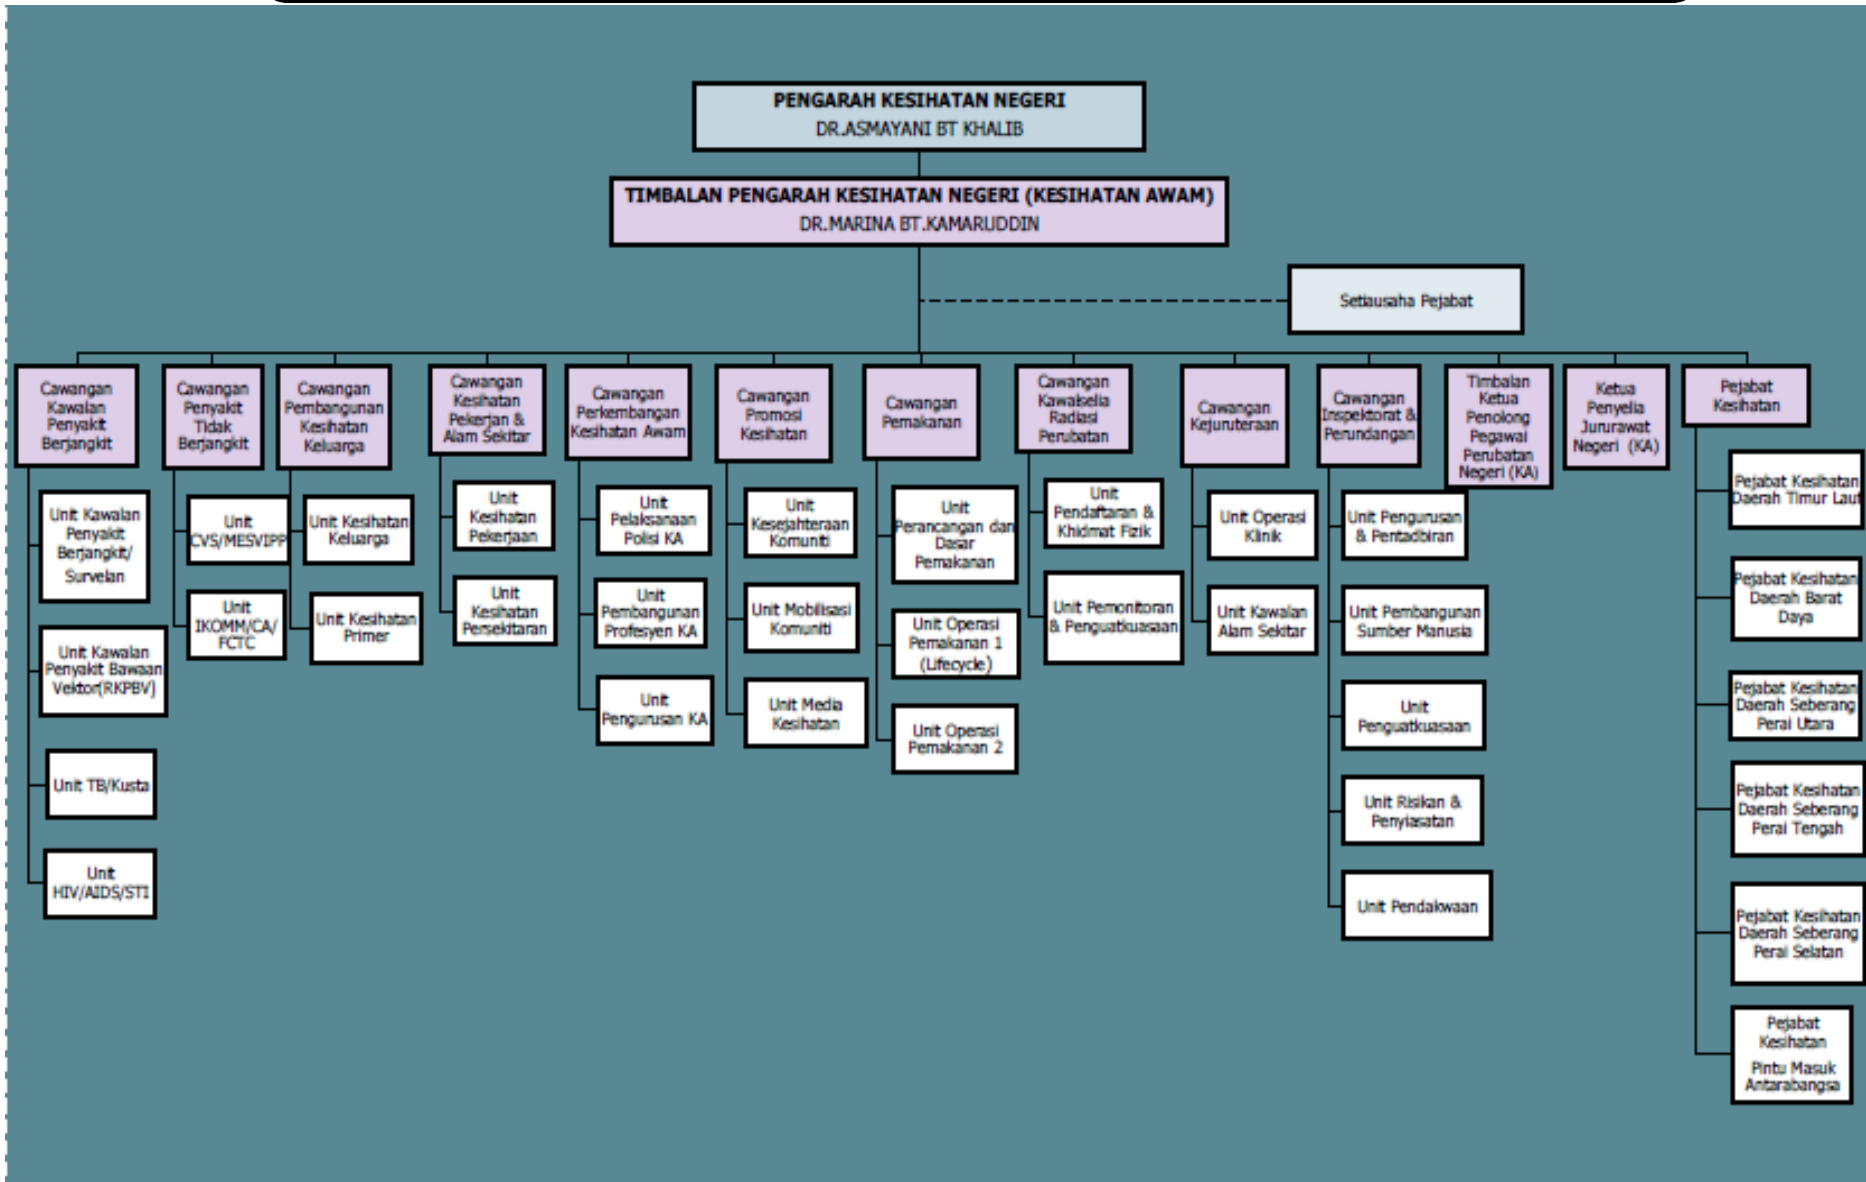 PENGARAH KESIHATAN NEGERI
DR.ASMAYANI BT KHALIB
TIMBALAN PENGARAH KESIHATAN NEGERI (KESIHATAN AWAM)
DR.MARINA BT.KAMARUDDIN
Setiausaha Pejabat
Cawangan
Kawalan
Penyakit
Berjangkit
Unit Kawalan
Penyakit
Berjangkit/
Survelan
Unit Kawalan
Penyakit Bawaan
Vektor(RKPBV)
Unit TB/Kusta
Unit
HIV/AIDS/STI
Cawangan
Penyakit
Tidak
Berjangkit
Unit
CVS/MESVIPP
Unit
IKOMM/CA/
FCTC
Cawangan
Pembangunan
Kesihatan
Keluarga
Unit Kesihatan
Keluarga
Unit Kesihatan
Primer
Cawangan
Kesihatan
Pekerjan &
Alam Sekitar
Unit
Kesihatan
Pekerjaan
Unit
Kesihatan
Persekitaran
Cawangan
Perkembangan
Kesihatan Awam
Unit
Pelaksanaan
Polisi KA
Unit
Pembangunan
Profesyen KA
Unit
Pengurusan KA
Cawangan
Promosi
Kesihatan
Unit
Kesejahteraan
Komuniti
Unit Mobilisasi
Komuniti
Unit Media
Kesihatan
Cawangan
Pemakanan
Unit
Perancangan dan
Dasar
Pemakanan
Unit Operasi
Pemakanan 1
(Lifecycle)
Unit Operasi
Pemakanan 2
Cawangan
Kawalselia
Radiasi
Perubatan
Unit
Pendaftaran &
Khidmat Fizik
Unit Pemonitoran
& Penguatkuasaan
Cawangan
Kejuruteraan
Unit Operasi
Klinik
Unit Kawalan
Alam Sekitar
Cawangan
Inspektorat &
Perundangan
Unit Pengurusan
& Pentadbiran
Unit Pembangunan
Sumber Manusia
Unit
Penguatkuasaan
Unit Risikan &
Penyiasatan
Unit Pendakwaan
Timbalan
Ketua
Penolong
Pegawai
Perubatan
Negeri (KA)
Ketua
Penyelia
Jururawat
Negeri (KA)
Pejabat
Kesihatan
Pejabat Kesihatan
Daerah Timur Laut
Pejabat Kesihatan
Daerah Barat
Daya
Pejabat Kesihatan
Daerah Seberang
Perai Utara
Pejabat Kesihatan
Daerah Seberang
Perai Tengah
Pejabat Kesihatan
Daerah Seberang
Perai Selatan
Pejabat
Kesihatan
Pintu Masuk
Antarabangsa